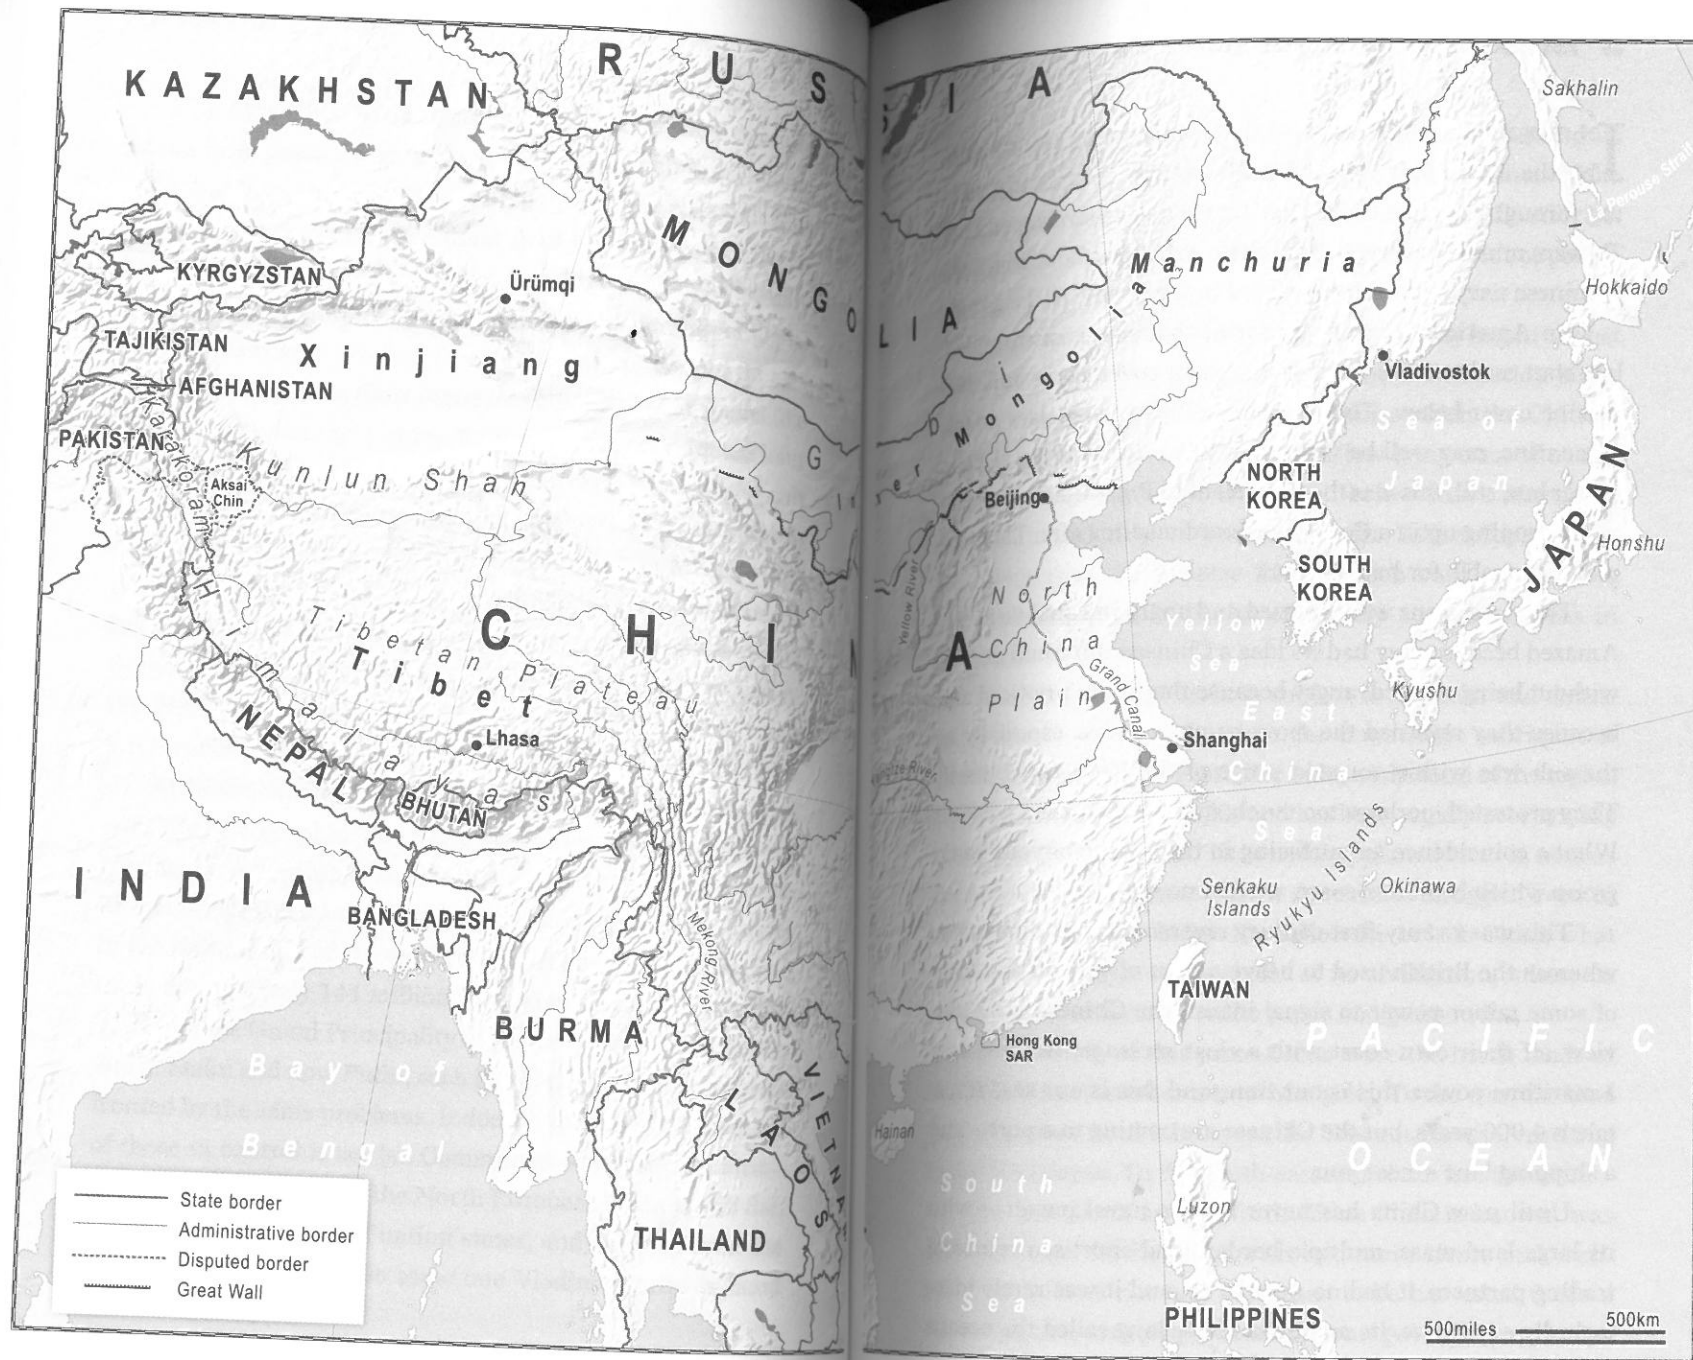 RUSSIA
KAZAKHSTAN
Sakhalin
La Perouse Strait
MONGOLIA
Manchuria
KYRGYZSTAN
Ürümqi
Hokkaido
TAJIKISTAN
Xinjiang
AFGHANISTAN
Vladivostok
Inner Mongolia
Sea of
Japan
PAKISTAN
Karakoram
Kunlun Shan
Aksai
Chin
G
Beijing
NORTH
KOREA
JAPAN
Honshu
SOUTH
KOREA
Yellow River
North
China
Plain
Grand Canal
Yellow
Sea
CHINA
Tibetan Plateau
Tibet
Himalayas
Lhasa
NEPAL
BHUTAN
Kyushu
East
China
Sea
Shanghai
INDIA
BANGLADESH
Mekong River
Senkaku
Islands
Ryukyu Islands
Okinawa
TAIWAN
BURMA
Hong Kong
SAR
PACIFIC
OCEAN
Bay of
Bengal
LAOS
VIETNA
Hainan
South
China
Sea
Luzon
THAILAND
PHILIPPINES
State border
Administrative border
Disputed border
Great Wall
500miles
500km